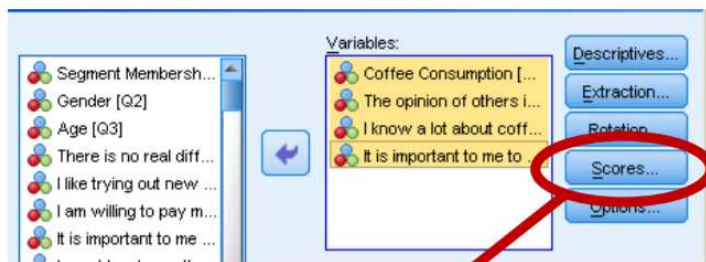 Variables:
Segment Membersh...
Gender [Q2]
Age [Q3]
There is no real diff...
I like trying out new ...
I am willing to pay m...
It is important to me ...
Coffee Consumption [...
The opinion of others i...
I know a lot about coff...
It is important to me to ...
Descriptives...
Extraction...
Rotation...
Scores...
Options...